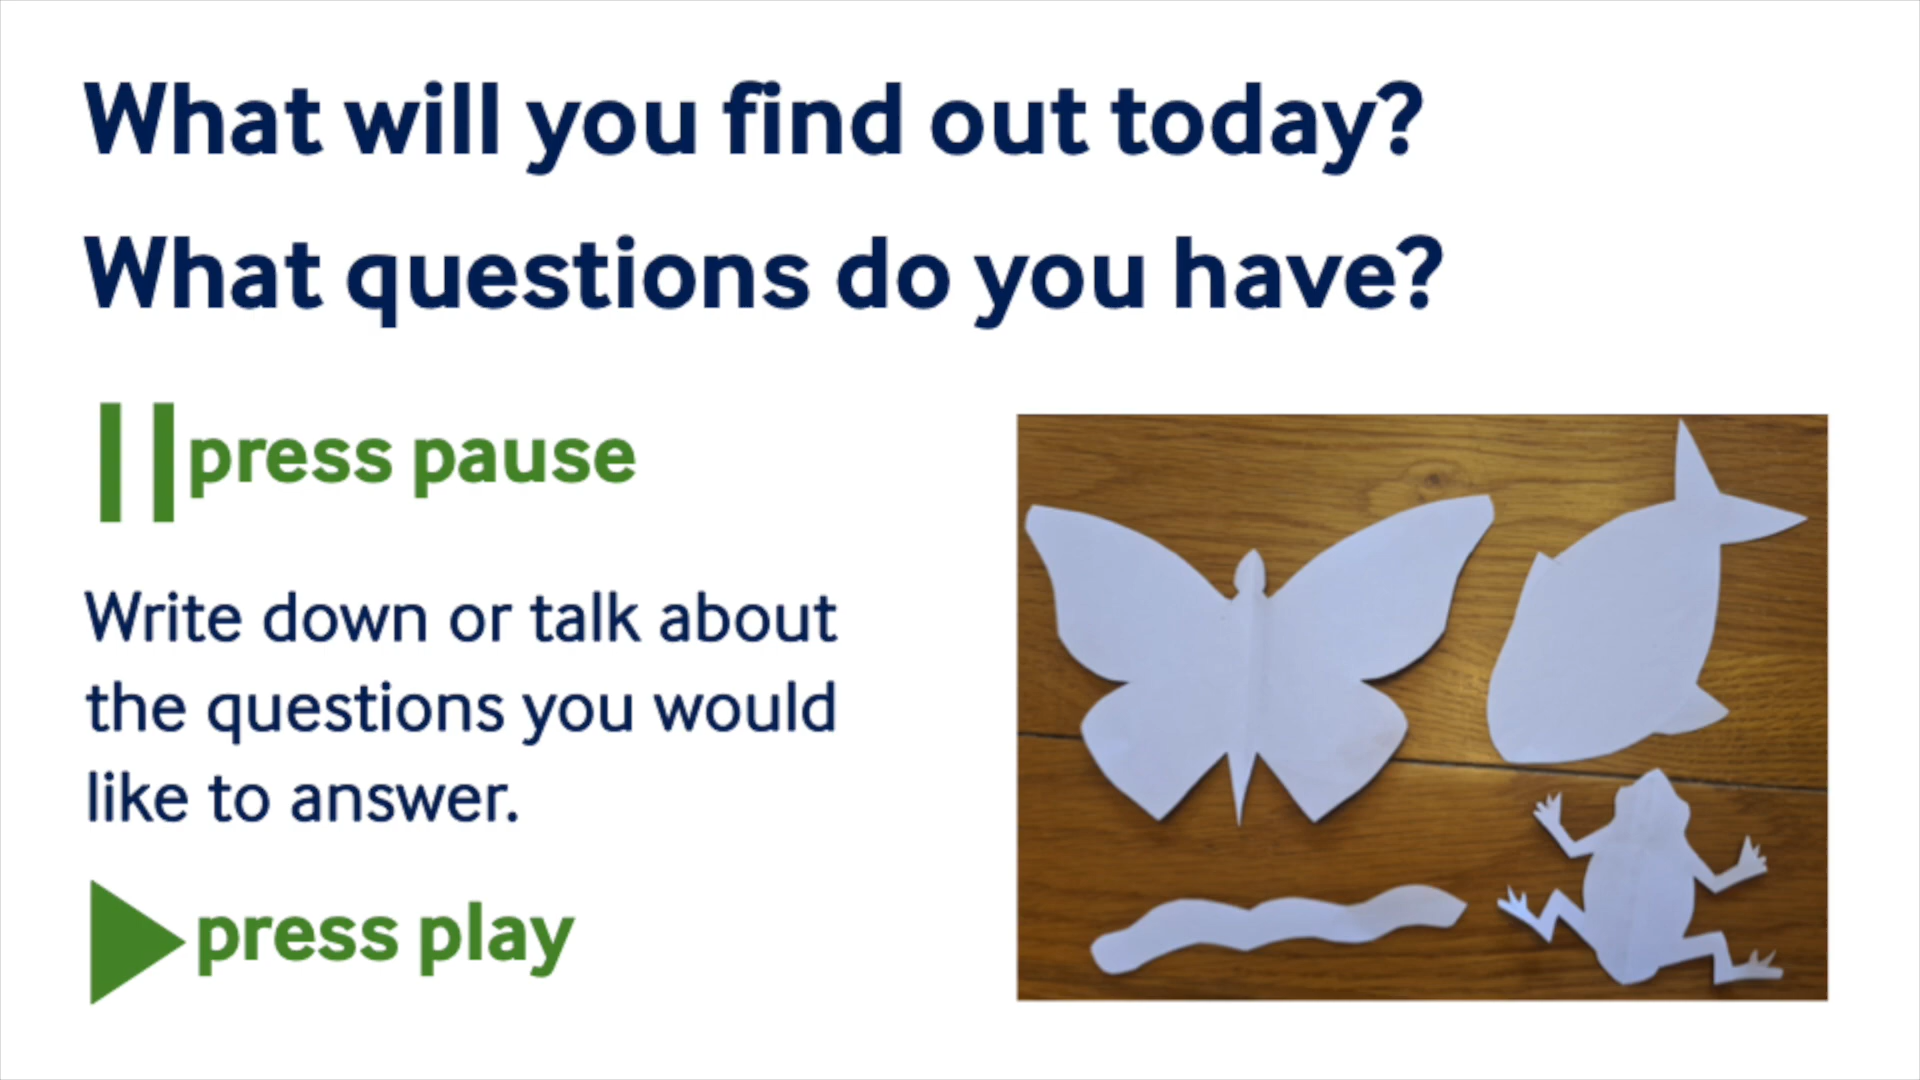 What will you find out today?
What questions do you have?
press pause
Write down or talk about
the questions you would
like to answer.
press play